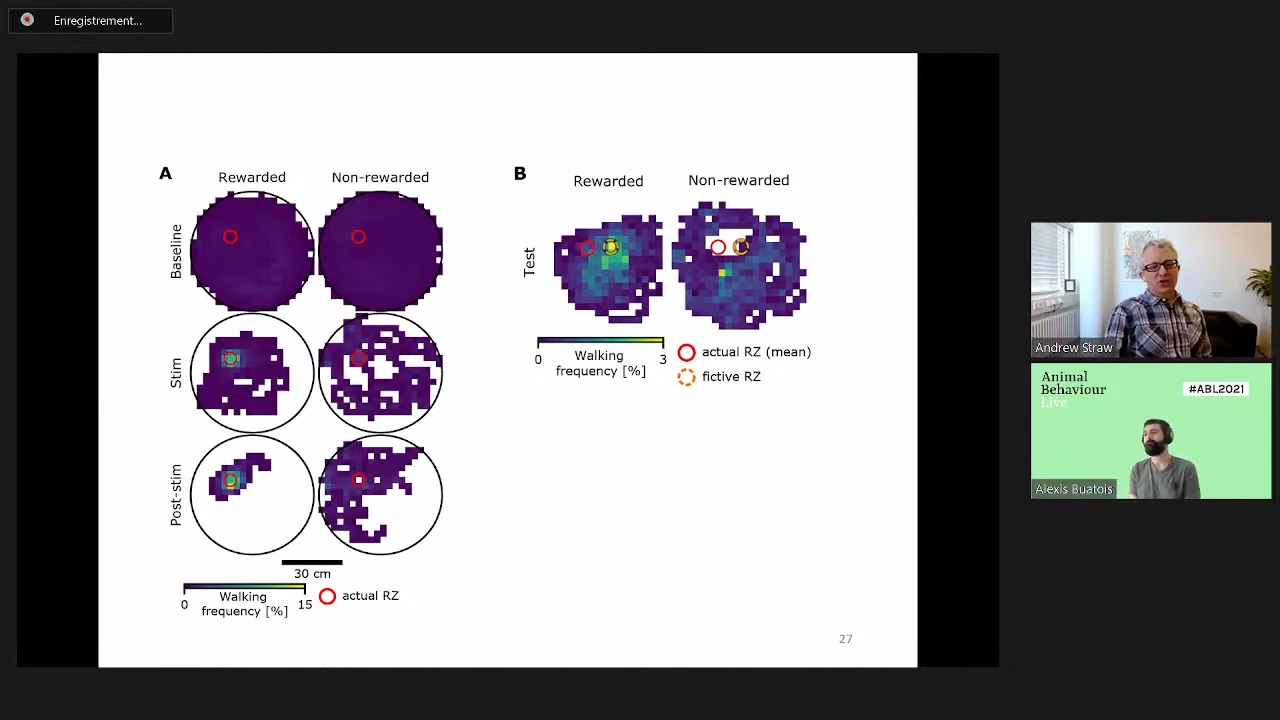 Enregistrement...
A
Rewarded
Non-rewarded
Baseline
Stim
Post-stim
30 cm
0
Walking
frequency [%]
15
actual RZ
B
Rewarded
Non-rewarded
Test
0
Walking
frequency [%]
3
actual RZ (mean)
fictive RZ
27
Andrew Straw
Animal
Behaviour
Live
#ABL2021
Alexis Buatois